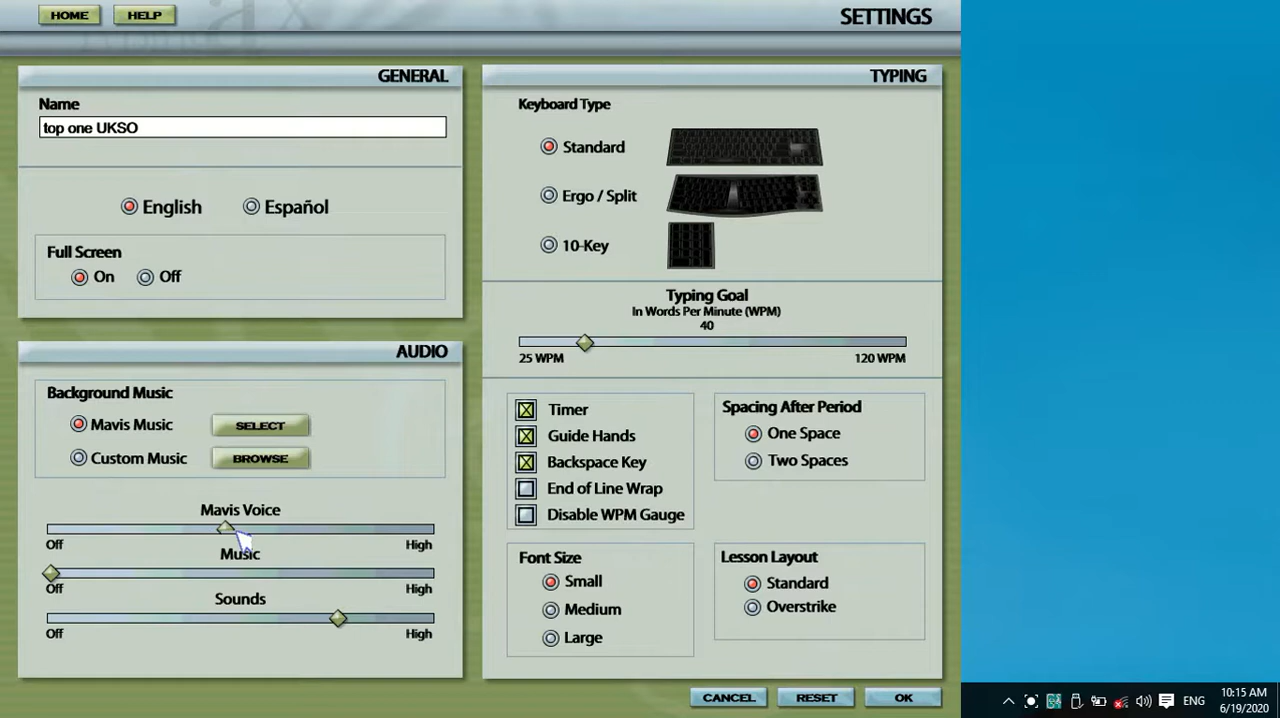 HOME HELP SETTINGS
GENERAL
Name
top one UKSO
English Español
Full Screen
On Off
AUDIO
Background Music
Mavis Music SELECT
Custom Music BROWSE
Mavis Voice
Off High
Music
Off High
Sounds
Off High
TYPING
Keyboard Type
Standard
Ergo / Split
10-Key
Typing Goal
In Words Per Minute (WPM)
40
25 WPM 120 WPM
Timer
Guide Hands
Backspace Key
End of Line Wrap
Disable WPM Gauge
Spacing After Period
One Space
Two Spaces
Font Size
Small
Medium
Large
Lesson Layout
Standard
Overstrike
CANCEL RESET OK
ENG
10:15 AM
6/19/2020